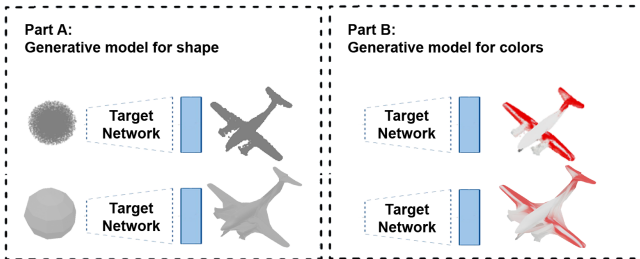 Part A:
Generative model for shape
Target
Network
Target
Network
Part B:
Generative model for colors
Target
Network
Target
Network